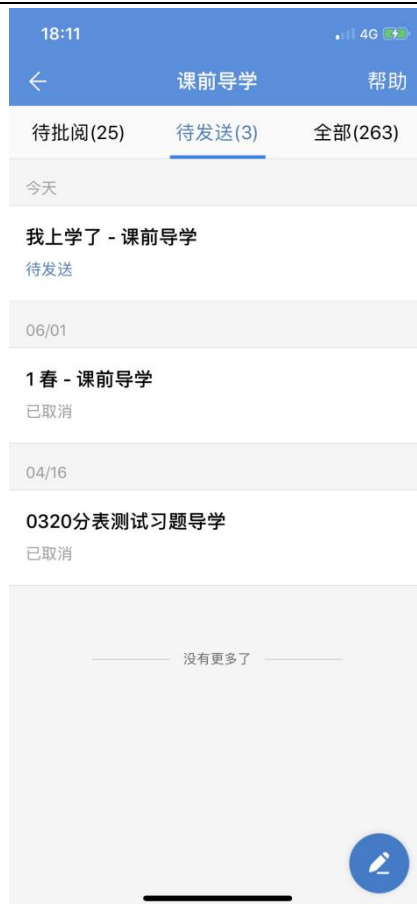 18:11
4G
课前导学
帮助
待批阅(25)
待发送(3)
全部(263)
今天
我上学了 - 课前导学
待发送
06/01
1 春 - 课前导学
已取消
04/16
0320分表测试习题导学
已取消
没有更多了